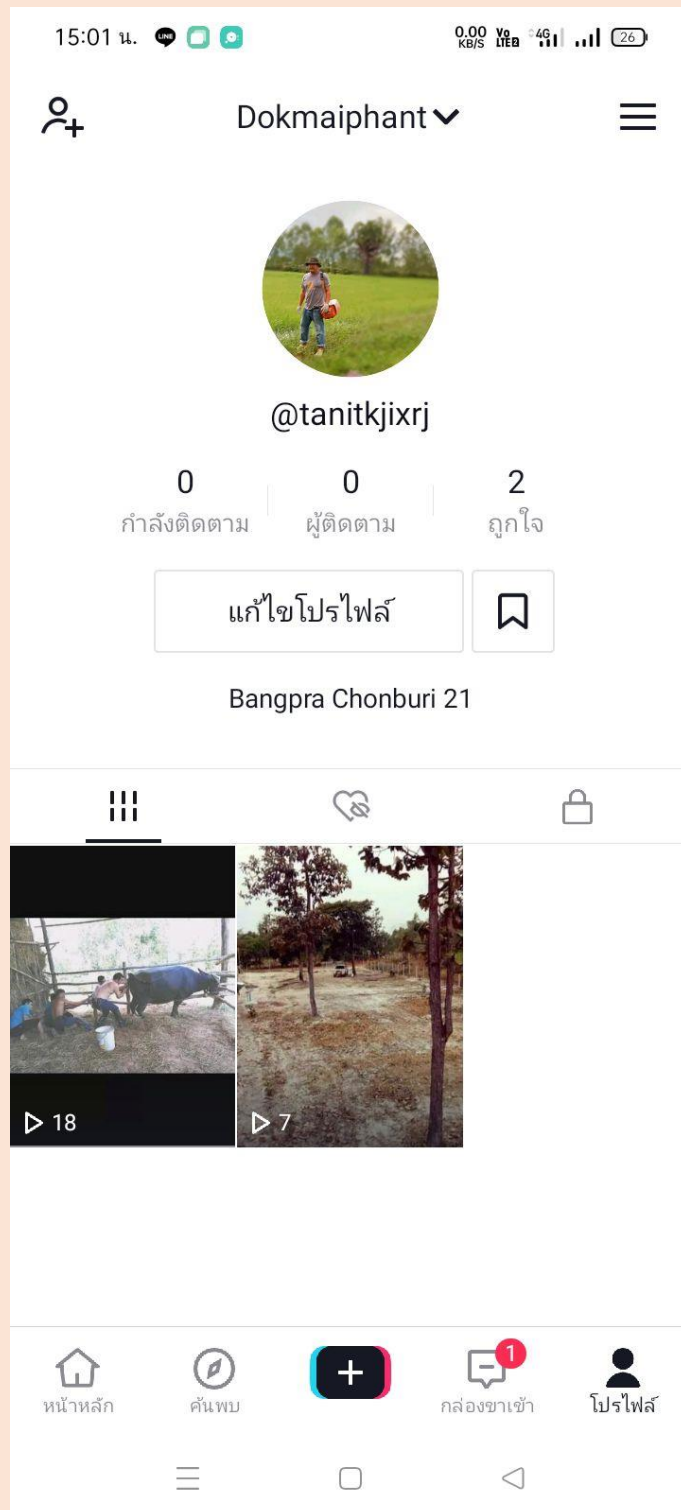 15:01 น. LINE 0.00 KB/S Vo LTE2 4G 26
Dokmaiphant
@tanitkjixrj
0 0 2
กำลังติดตาม ผู้ติดตาม ถูกใจ
แก้ไขโปรไฟล์
Bangpra Chonburi 21
18 7
1
หน้าหลัก ค้นพบ กล่องขาเข้า โปรไฟล์